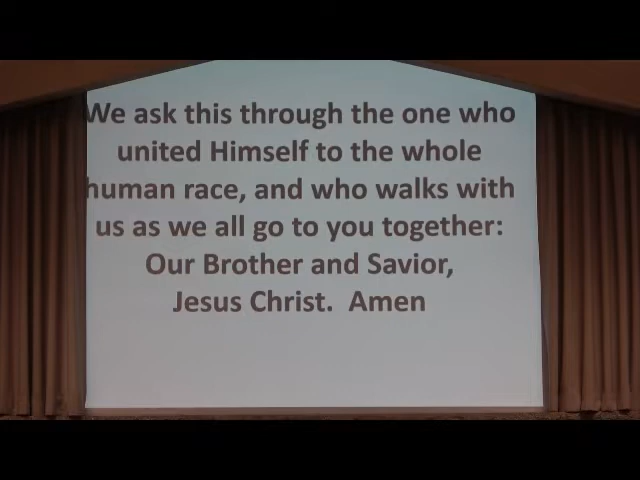 We ask this through the one who
united Himself to the whole
human race, and who walks with
us as we all go to you together:
Our Brother and Savior,
Jesus Christ.  Amen